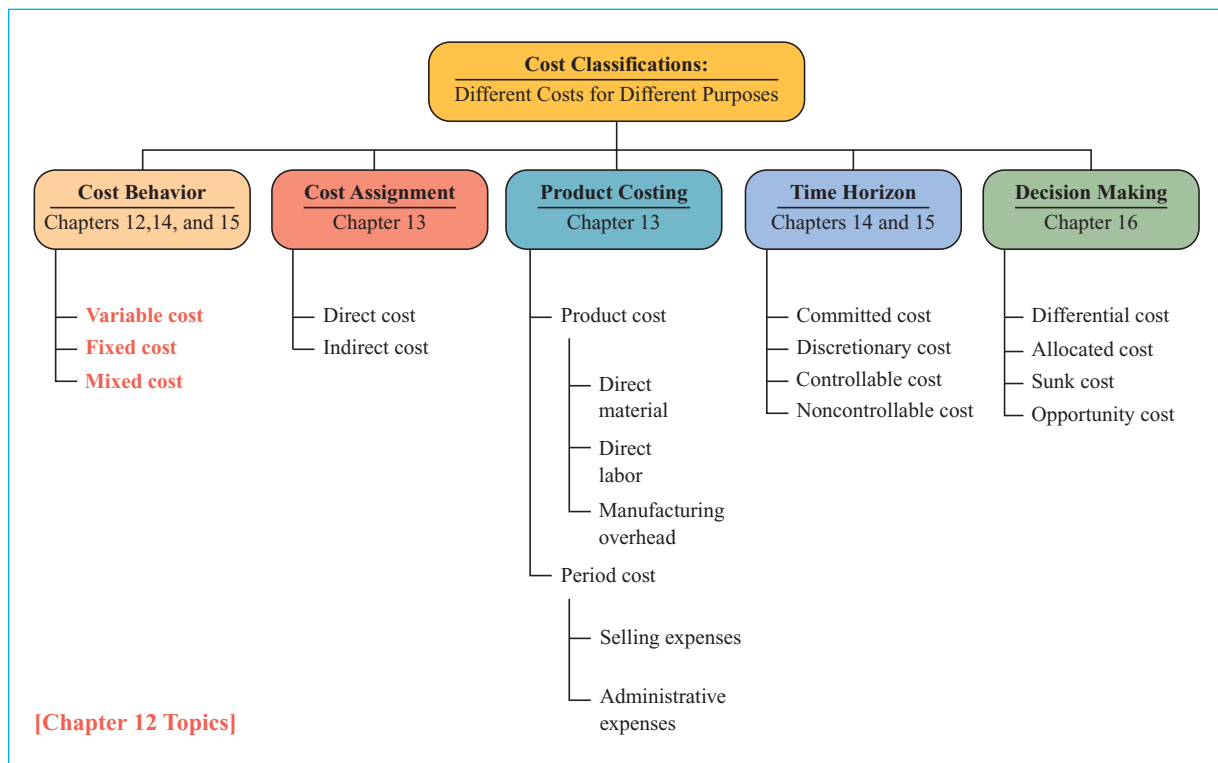 Cost Classifications:
Different Costs for Different Purposes
Cost Behavior
Chapters 12,14, and 15
Variable cost
Fixed cost
Mixed cost
Cost Assignment
Chapter 13
Direct cost
Indirect cost
Product Costing
Chapter 13
Product cost
Direct
material
Direct
labor
Manufacturing
overhead
Period cost
Selling expenses
Administrative
expenses
Time Horizon
Chapters 14 and 15
Committed cost
Discretionary cost
Controllable cost
Noncontrollable cost
Decision Making
Chapter 16
Differential cost
Allocated cost
Sunk cost
Opportunity cost
[Chapter 12 Topics]